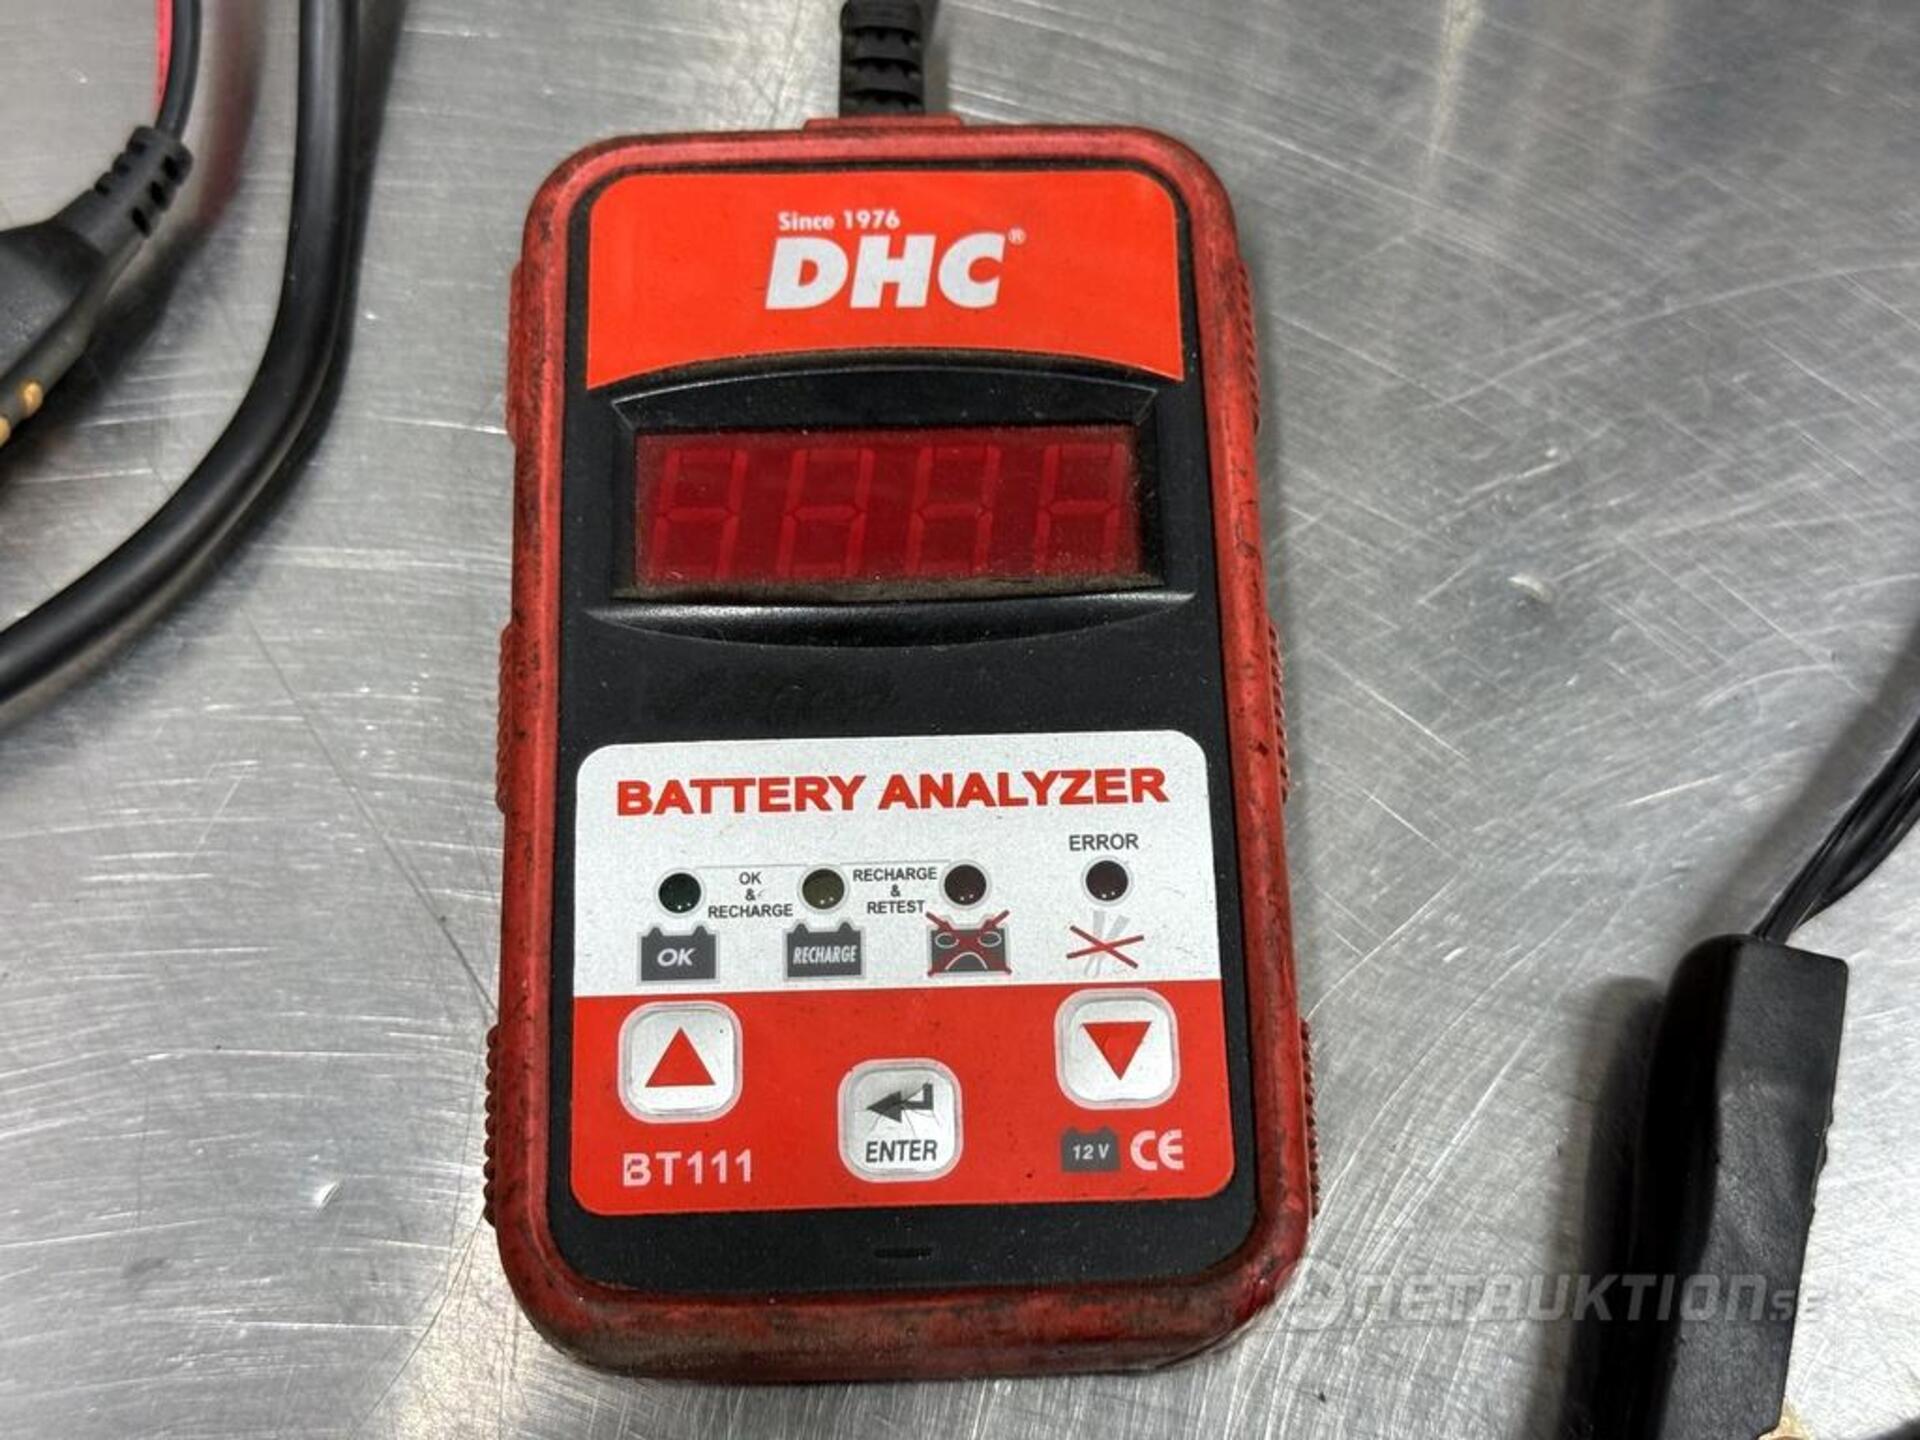 Since 1976
DHC®
BATTERY ANALYZER
ERROR
OK
&
RECHARGE
RECHARGE
&
RETEST
OK
RECHARGE
ENTER
BT111
12 V
CE
NETAUKTION.SE